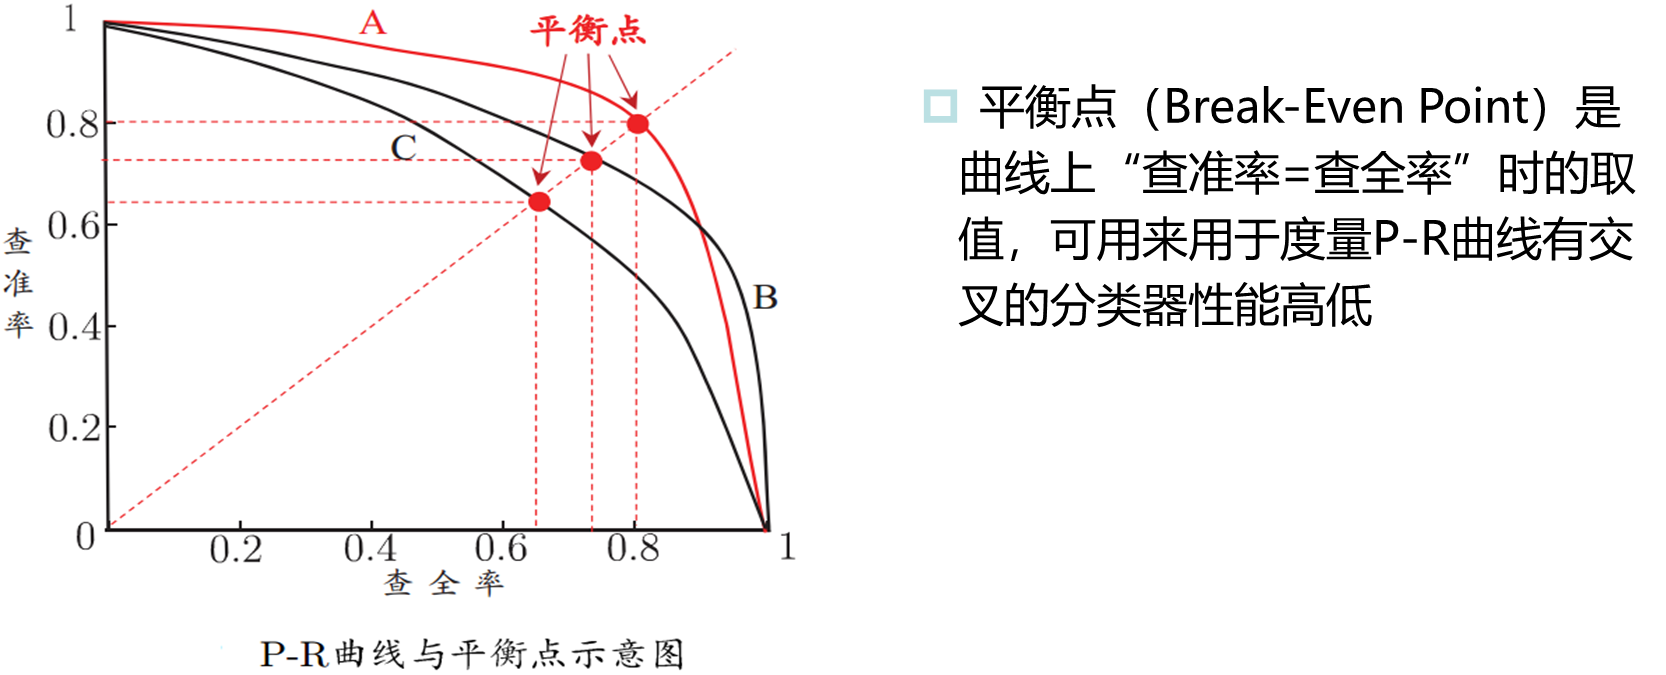 1
A
平衡点
0.8
C
0.6
查准率
0.4
B
0.2
0
0.2
0.4
0.6
0.8
1
查全率
P-R曲线与平衡点示意图
平衡点（Break-Even Point）是
曲线上“查准率=查全率”时的取
值，可用来用于度量P-R曲线有交
叉的分类器性能高低